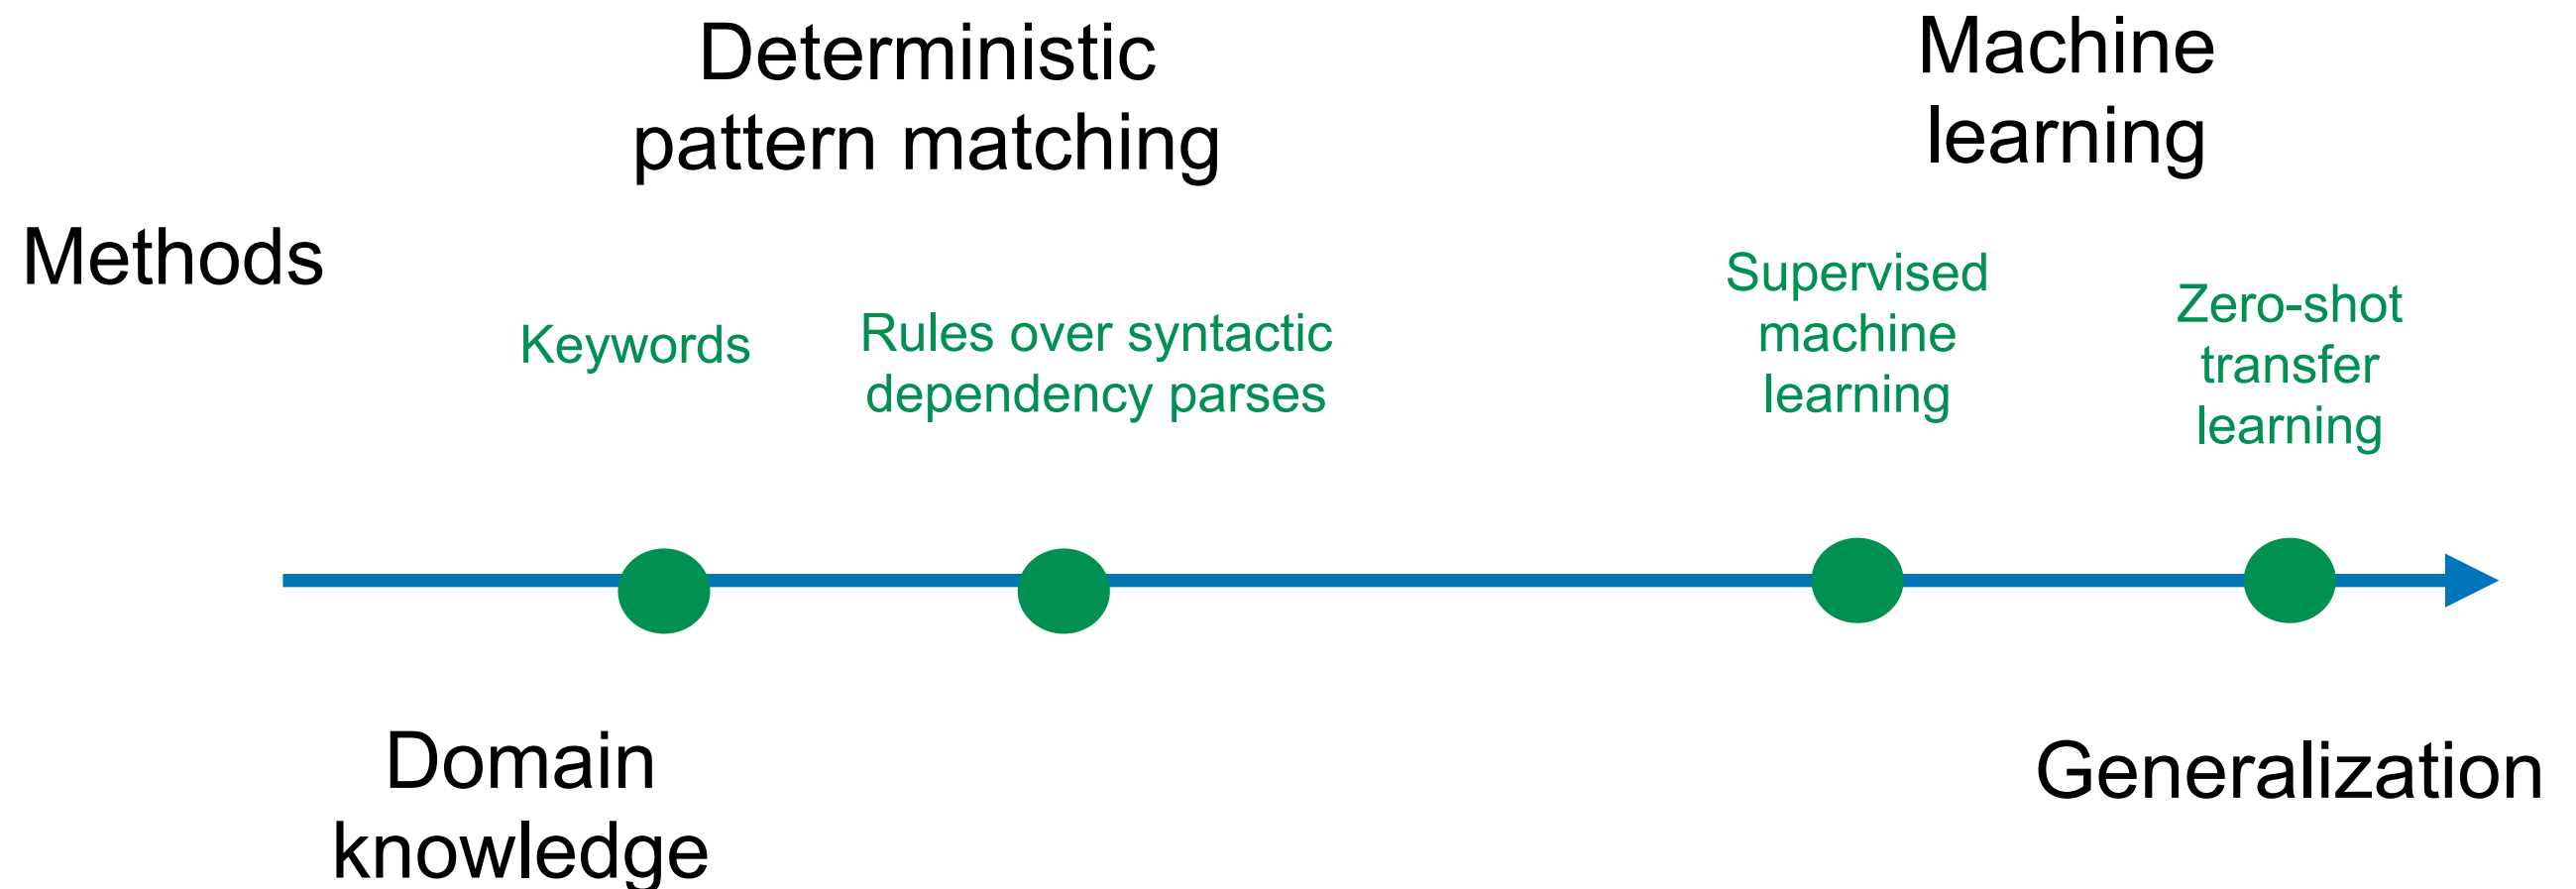 Deterministic
pattern matching
Machine
learning
Methods
Keywords
Rules over syntactic
dependency parses
Supervised
machine
learning
Zero-shot
transfer
learning
Domain
knowledge
Generalization